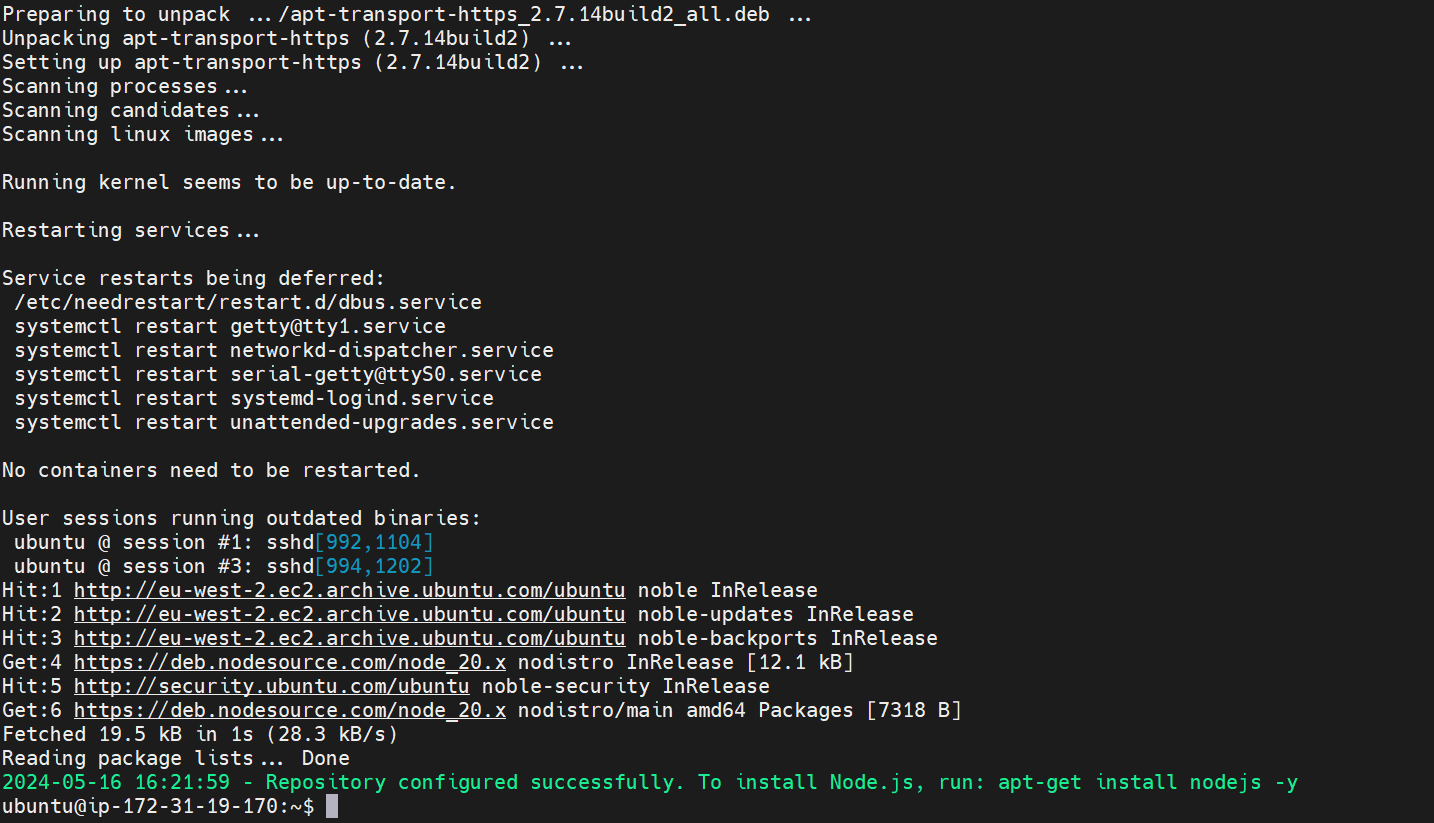 Preparing to unpack .../apt-transport-https_2.7.14build2_all.deb ...
Unpacking apt-transport-https (2.7.14build2) ...
Setting up apt-transport-https (2.7.14build2) ...
Scanning processes...
Scanning candidates...
Scanning linux images...
Running kernel seems to be up-to-date.
Restarting services...
Service restarts being deferred:
 /etc/needrestart/restart.d/dbus.service
 systemctl restart getty@tty1.service
 systemctl restart networkd-dispatcher.service
 systemctl restart serial-getty@ttyS0.service
 systemctl restart systemd-logind.service
 systemctl restart unattended-upgrades.service
No containers need to be restarted.
User sessions running outdated binaries:
 ubuntu @ session #1: sshd[992,1104]
 ubuntu @ session #3: sshd[994,1202]
Hit:1 http://eu-west-2.ec2.archive.ubuntu.com/ubuntu noble InRelease
Hit:2 http://eu-west-2.ec2.archive.ubuntu.com/ubuntu noble-updates InRelease
Hit:3 http://eu-west-2.ec2.archive.ubuntu.com/ubuntu noble-backports InRelease
Get:4 https://deb.nodesource.com/node_20.x nodistro InRelease [12.1 kB]
Hit:5 http://security.ubuntu.com/ubuntu noble-security InRelease
Get:6 https://deb.nodesource.com/node_20.x nodistro/main amd64 Packages [7318 B]
Fetched 19.5 kB in 1s (28.3 kB/s)
Reading package lists... Done
2024-05-16 16:21:59 - Repository configured successfully. To install Node.js, run: apt-get install nodejs -y
ubuntu@ip-172-31-19-170:~$